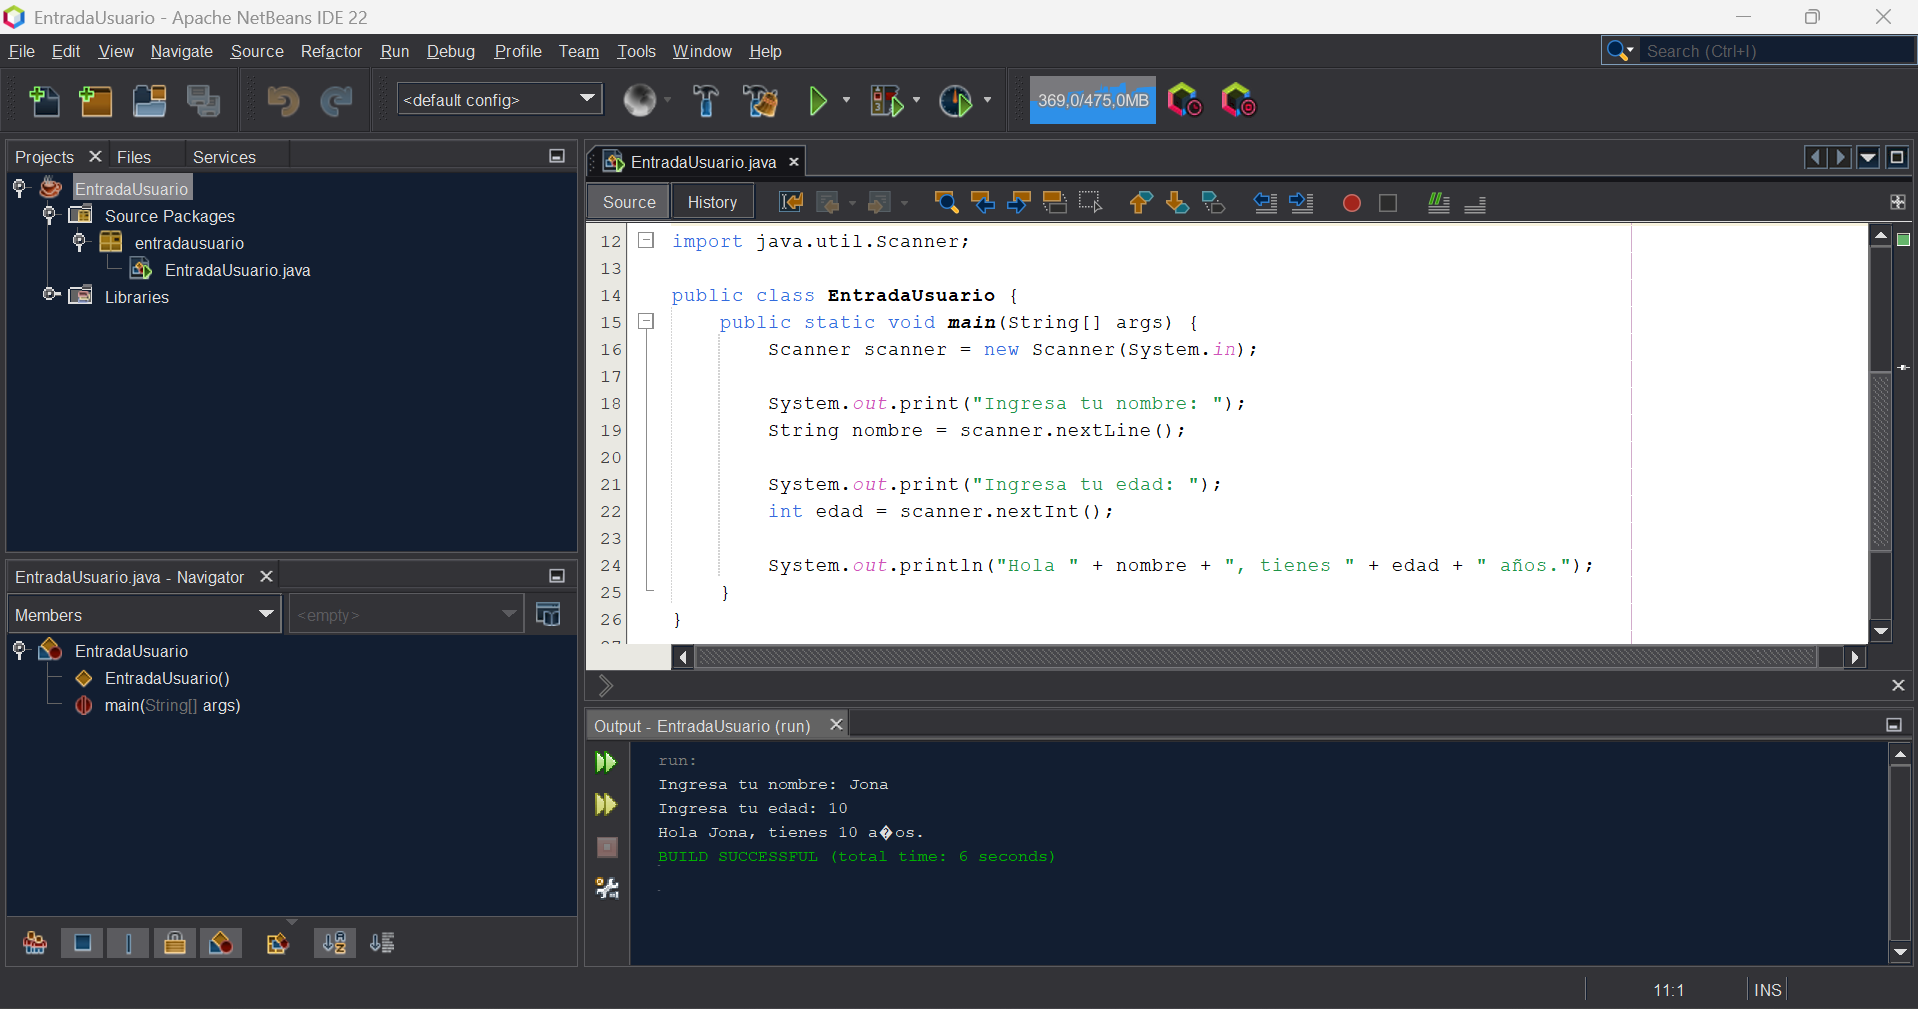 EntradaUsuario - Apache NetBeans IDE 22
File Edit View Navigate Source Refactor Run Debug Profile Team Tools Window Help
Search (Ctrl+I)
<default config>
369,0/475,0MB
Projects Files Services
EntradaUsuario
Source Packages
entradausuario
EntradaUsuario.java
Libraries
EntradaUsuario.java - Navigator
Members
<empty>
EntradaUsuario
EntradaUsuario()
main(String[] args)
EntradaUsuario.java
Source History
12 import java.util.Scanner;
13
14 public class EntradaUsuario {
15 public static void main(String[] args) {
16 Scanner scanner = new Scanner(System.in);
17
18 System.out.print("Ingresa tu nombre: ");
19 String nombre = scanner.nextLine();
20
21 System.out.print("Ingresa tu edad: ");
22 int edad = scanner.nextInt();
23
24 System.out.println("Hola " + nombre + ", tienes " + edad + " años.");
25 }
26 }
Output - EntradaUsuario (run)
run:
Ingresa tu nombre: Jona
Ingresa tu edad: 10
Hola Jona, tienes 10 a�os.
BUILD SUCCESSFUL (total time: 6 seconds)
11:1 INS